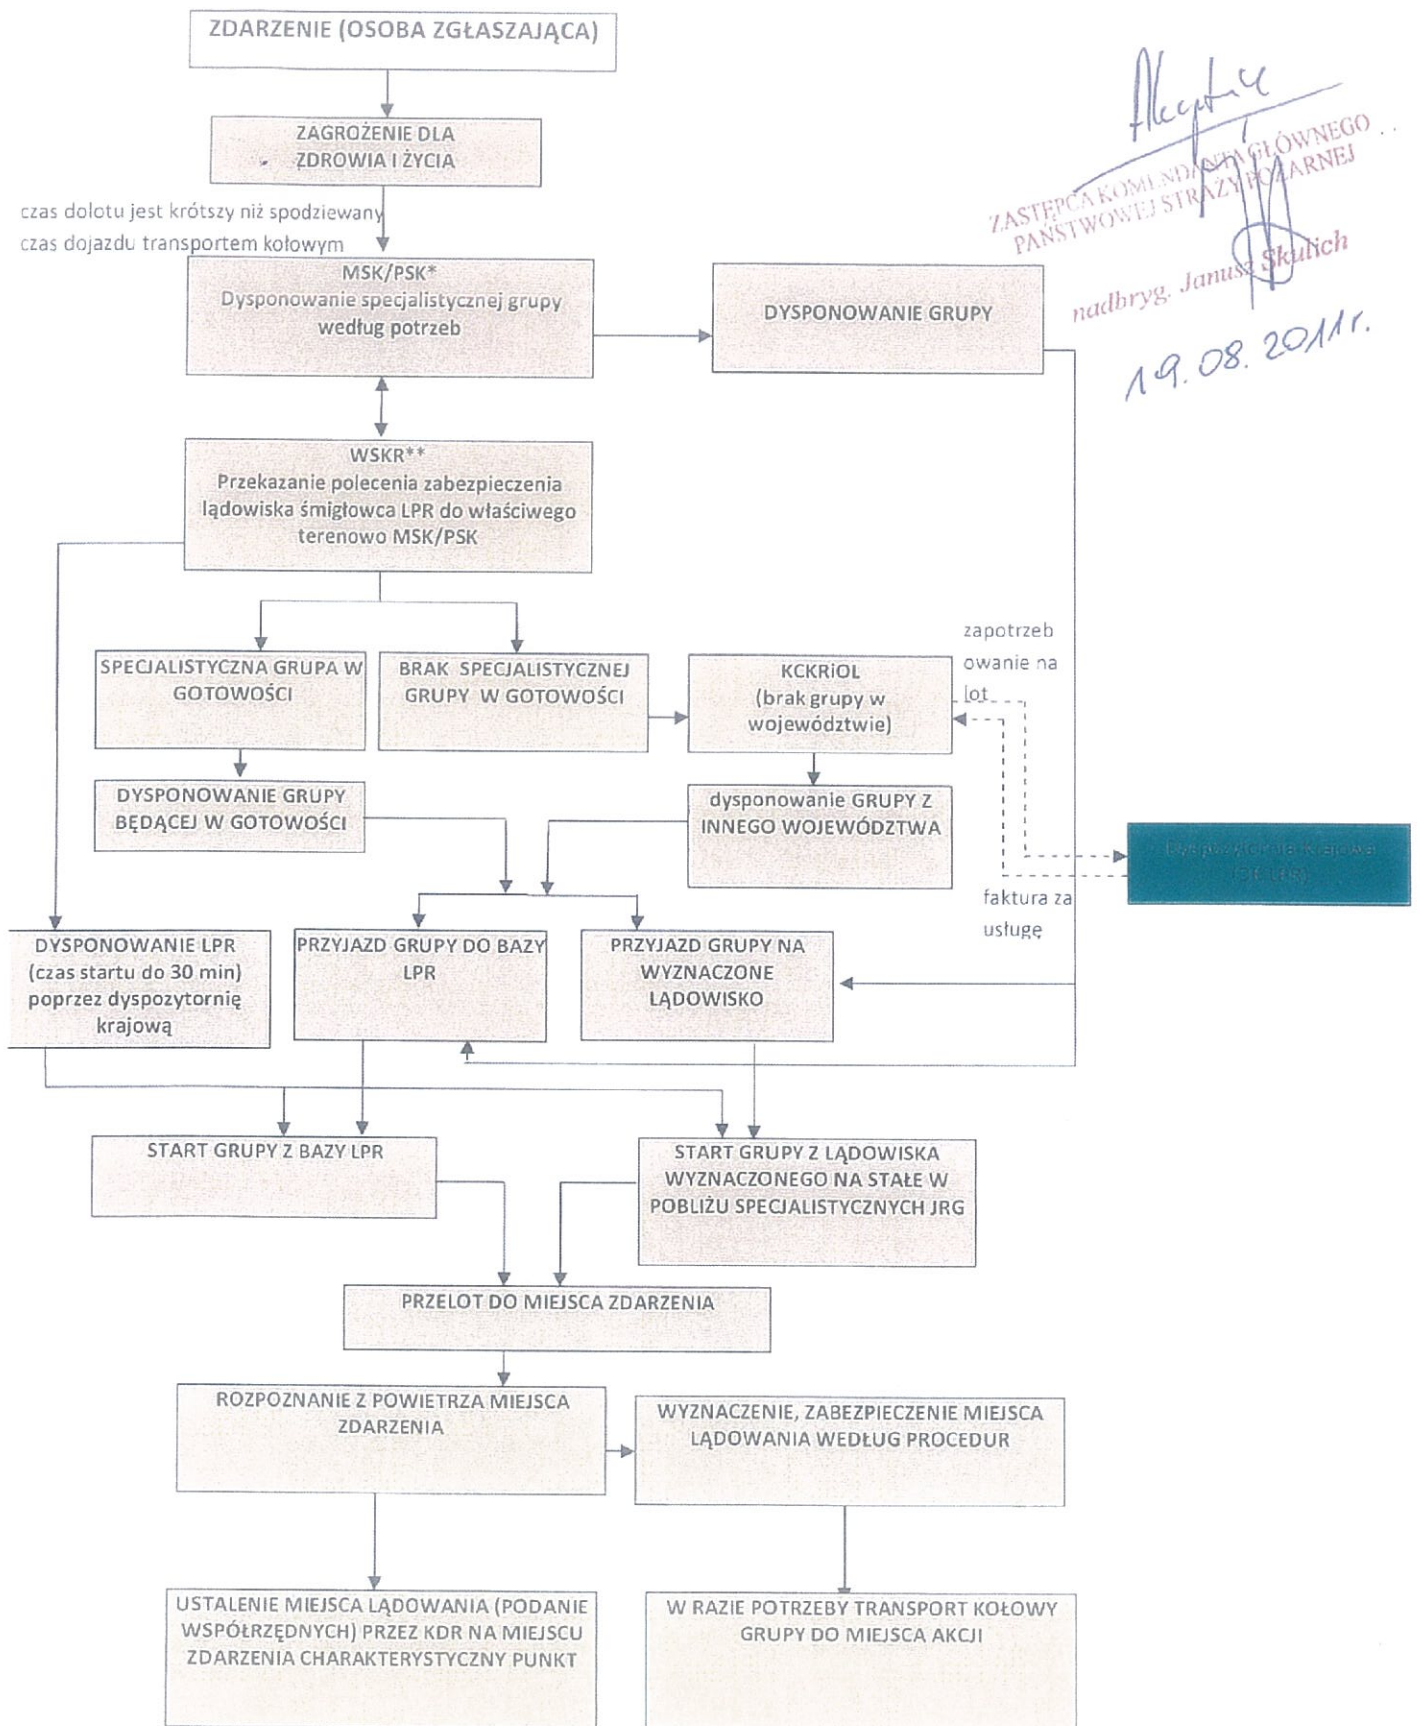 ZDARZENIE (OSOBA ZGŁASZAJĄCA)
ZAGROŻENIE DLA
ZDROWIA I ŻYCIA
ZASTĘPCA KOMENDANTA GŁÓWNEGO
PAŃSTWOWEJ STRAŻY POŻARNEJ
nadbryg. Janusz Skulich
19.08.2011r.
czas dolotu jest krótszy niż spodziewany
czas dojazdu transportem kołowym
MSK/PSK*
Dysponowanie specjalistycznej grupy
według potrzeb
DYSPONOWANIE GRUPY
WSKR**
Przekazanie polecenia zabezpieczenia
lądowiska śmigłowca LPR do właściwego
terenowo MSK/PSK
SPECJALISTYCZNA GRUPA W
GOTOWOŚCI
BRAK SPECJALISTYCZNEJ
GRUPY W GOTOWOŚCI
KCKRiOL
(brak grupy w
województwie)
zapotrzeb
owanie na
lot
DYSPONOWANIE GRUPY
BĘDĄCEJ W GOTOWOŚCI
dysponowanie GRUPY Z
INNEGO WOJEWÓDZTWA
Dyspozytornia Krajowa
(DK LPR)
faktura za
usługę
DYSPONOWANIE LPR
(czas startu do 30 min)
poprzez dyspozytornię
krajową
PRZYJAZD GRUPY DO BAZY
LPR
PRZYJAZD GRUPY NA
WYZNACZONE
LĄDOWISKO
START GRUPY Z BAZY LPR
START GRUPY Z LĄDOWISKA
WYZNACZONEGO NA STAŁE W
POBLIŻU SPECJALISTYCZNYCH JRG
PRZELOT DO MIEJSCA ZDARZENIA
ROZPOZNANIE Z POWIETRZA MIEJSCA
ZDARZENIA
WYZNACZENIE, ZABEZPIECZENIE MIEJSCA
LĄDOWANIA WEDŁUG PROCEDUR
USTALENIE MIEJSCA LĄDOWANIA (PODANIE
WSPÓŁRZĘDNYCH) PRZEZ KDR NA MIEJSCU
ZDARZENIA CHARAKTERYSTYCZNY PUNKT
W RAZIE POTRZEBY TRANSPORT KOŁOWY
GRUPY DO MIEJSCA AKCJI